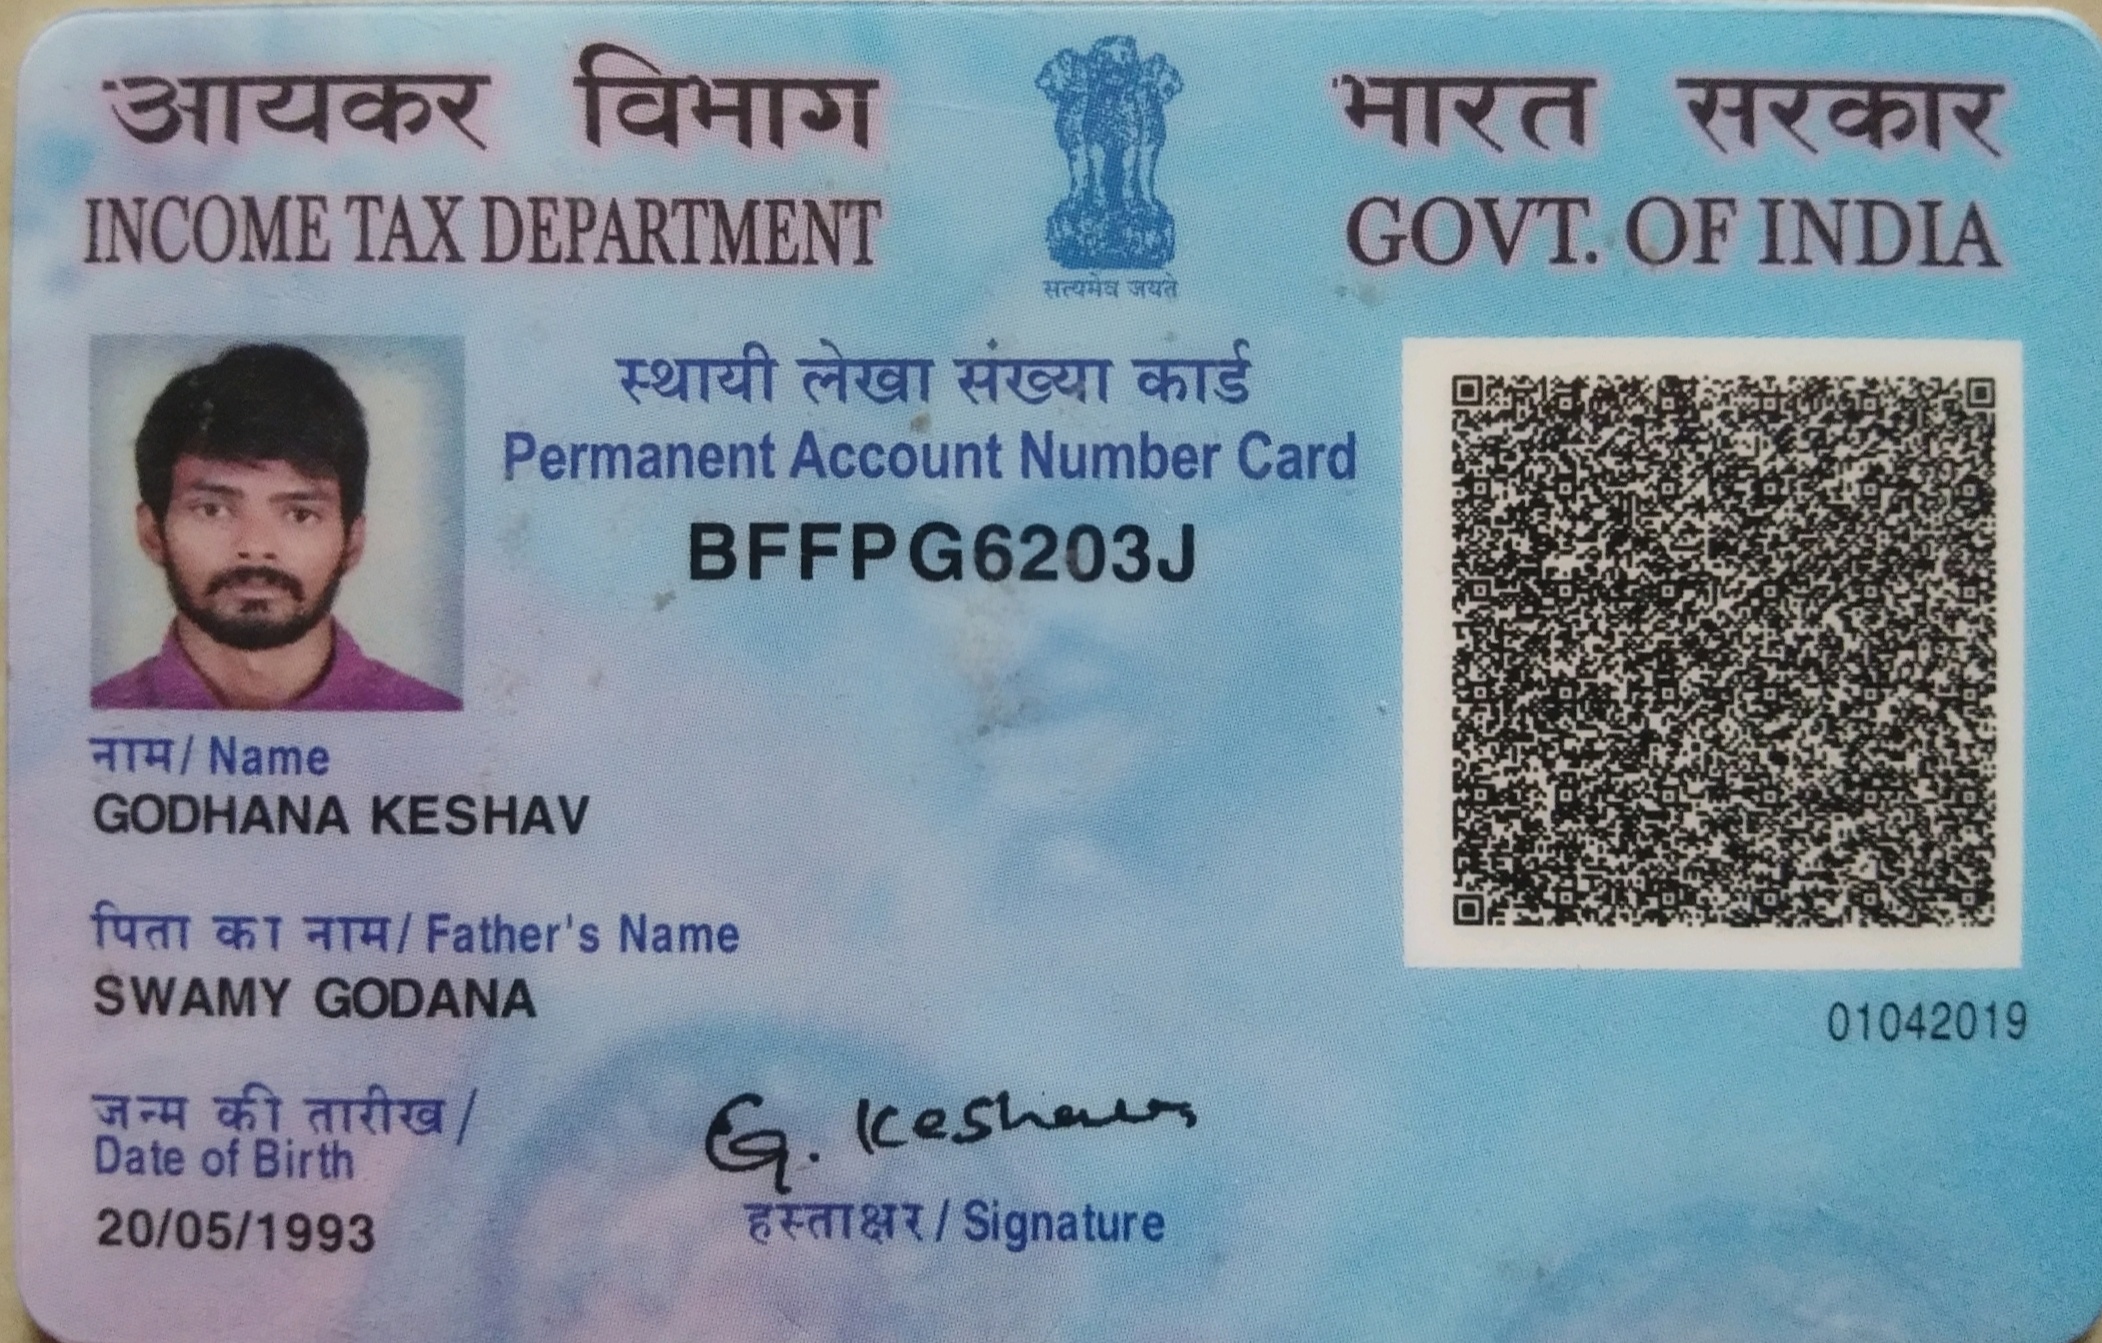 आयकर विभाग
INCOME TAX DEPARTMENT
सत्यमेव जयते
भारत सरकार
GOVT. OF INDIA
स्थायी लेखा संख्या कार्ड
Permanent Account Number Card
BFFPG6203J
नाम/ Name
GODHANA KESHAV
पिता का नाम/ Father's Name
SWAMY GODANA
01042019
जन्म की तारीख/
Date of Birth
20/05/1993
G. Keshav
हस्ताक्षर/ Signature